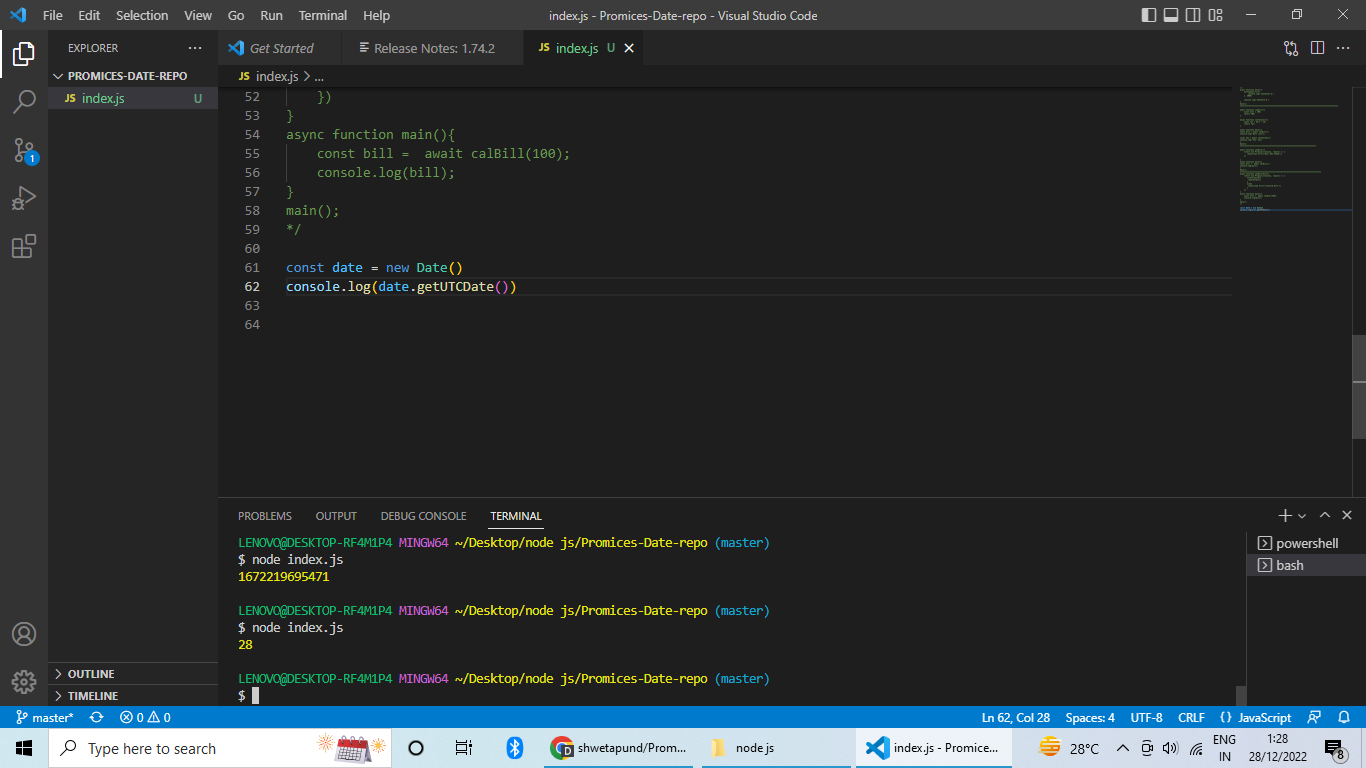 File Edit Selection View Go Run Terminal Help index.js - Promices-Date-repo - Visual Studio Code
EXPLORER ...
Get Started
Release Notes: 1.74.2
JS index.js U
PROMICES-DATE-REPO
JS index.js U
JS index.js > ...
52 })
53 }
54 async function main(){
55 const bill =  await calBill(100);
56 console.log(bill);
57 }
58 main();
59 */
60
61 const date = new Date()
62 console.log(date.getUTCDate())
63
64
1
PROBLEMS OUTPUT DEBUG CONSOLE TERMINAL
LENOVO@DESKTOP-RF4M1P4 MINGW64 ~/Desktop/node js/Promices-Date-repo (master)
$ node index.js
1672219695471
LENOVO@DESKTOP-RF4M1P4 MINGW64 ~/Desktop/node js/Promices-Date-repo (master)
$ node index.js
28
LENOVO@DESKTOP-RF4M1P4 MINGW64 ~/Desktop/node js/Promices-Date-repo (master)
$
powershell
bash
OUTLINE
TIMELINE
master* 0 0 Ln 62, Col 28 Spaces: 4 UTF-8 CRLF {} JavaScript
Type here to search
shwetapund/Prom...
node js
index.js - Promice...
28°C
ENG
IN
1:28
28/12/2022
8